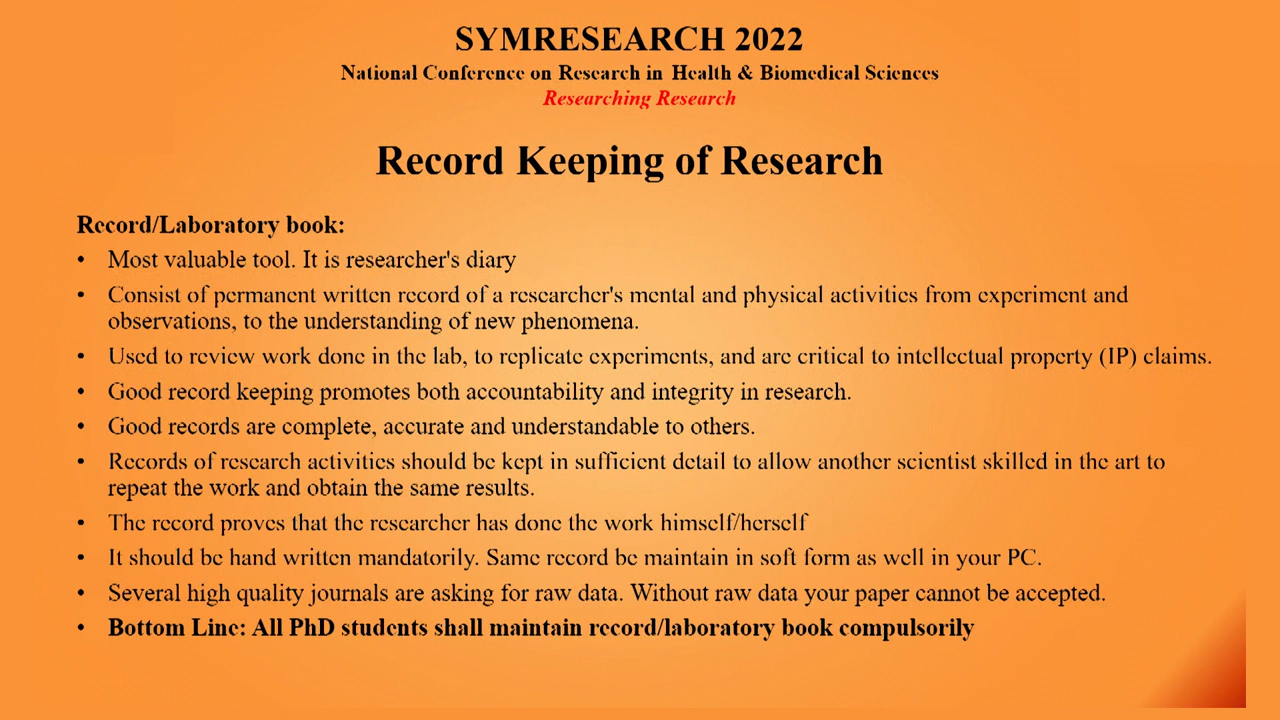 SYMRESEARCH 2022
National Conference on Research in Health & Biomedical Sciences
Researching Research
Record Keeping of Research
Record/Laboratory book:
• Most valuable tool. It is researcher's diary
• Consist of permanent written record of a researcher's mental and physical activities from experiment and
observations, to the understanding of new phenomena.
• Used to review work done in the lab, to replicate experiments, and are critical to intellectual property (IP) claims.
• Good record keeping promotes both accountability and integrity in research.
• Good records are complete, accurate and understandable to others.
• Records of research activities should be kept in sufficient detail to allow another scientist skilled in the art to
repeat the work and obtain the same results.
• The record proves that the researcher has done the work himself/herself
• It should be hand written mandatorily. Same record be maintain in soft form as well in your PC.
• Several high quality journals are asking for raw data. Without raw data your paper cannot be accepted.
• Bottom Line: All PhD students shall maintain record/laboratory book compulsorily